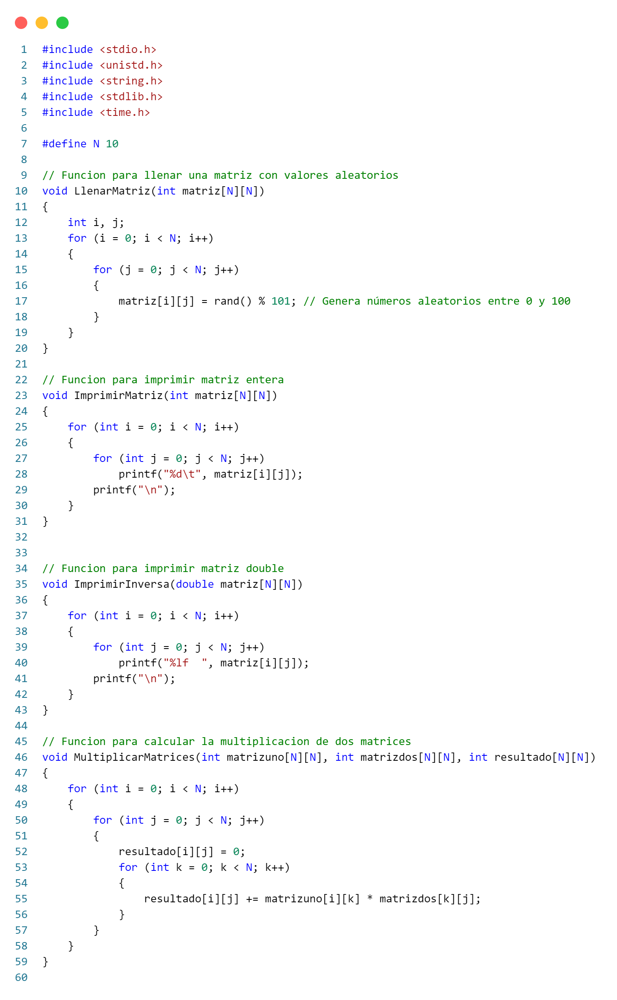 1 #include <stdio.h>
2 #include <unistd.h>
3 #include <string.h>
4 #include <stdlib.h>
5 #include <time.h>
6
7 #define N 10
8
9 // Funcion para llenar una matriz con valores aleatorios
10 void LlenarMatriz(int matriz[N][N])
11 {
12     int i, j;
13     for (i = 0; i < N; i++)
14     {
15         for (j = 0; j < N; j++)
16         {
17             matriz[i][j] = rand() % 101; // Genera números aleatorios entre 0 y 100
18         }
19     }
20 }
21
22 // Funcion para imprimir matriz entera
23 void ImprimirMatriz(int matriz[N][N])
24 {
25     for (int i = 0; i < N; i++)
26     {
27         for (int j = 0; j < N; j++)
28             printf("%d\t", matriz[i][j]);
29         printf("\n");
30     }
31 }
32
33
34 // Funcion para imprimir matriz double
35 void ImprimirInversa(double matriz[N][N])
36 {
37     for (int i = 0; i < N; i++)
38     {
39         for (int j = 0; j < N; j++)
40             printf("%lf  ", matriz[i][j]);
41         printf("\n");
42     }
43 }
44
45 // Funcion para calcular la multiplicacion de dos matrices
46 void MultiplicarMatrices(int matrizuno[N][N], int matrizdos[N][N], int resultado[N][N])
47 {
48     for (int i = 0; i < N; i++)
49     {
50         for (int j = 0; j < N; j++)
51         {
52             resultado[i][j] = 0;
53             for (int k = 0; k < N; k++)
54             {
55                 resultado[i][j] += matrizuno[i][k] * matrizdos[k][j];
56             }
57         }
58     }
59 }
60